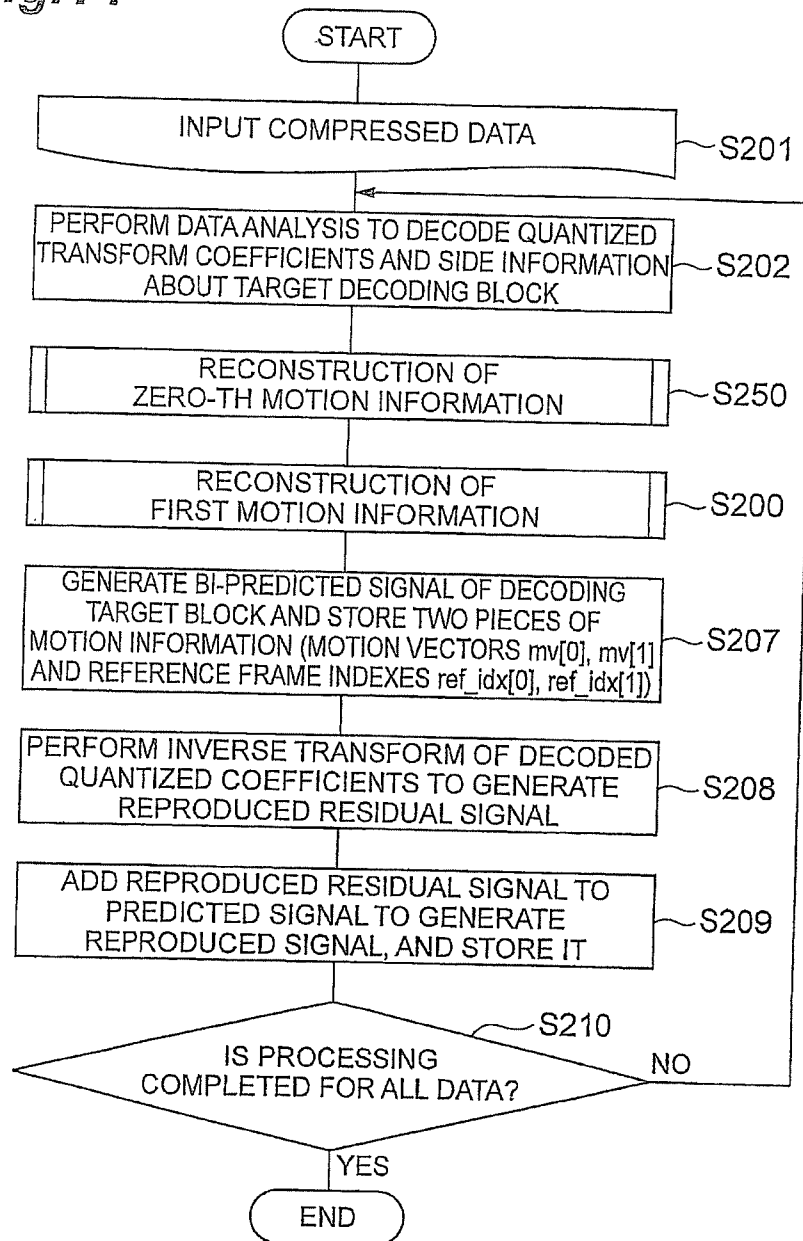 START
INPUT COMPRESSED DATA
S201
PERFORM DATA ANALYSIS TO DECODE QUANTIZED
TRANSFORM COEFFICIENTS AND SIDE INFORMATION
ABOUT TARGET DECODING BLOCK
S202
RECONSTRUCTION OF
ZERO-TH MOTION INFORMATION
S250
RECONSTRUCTION OF
FIRST MOTION INFORMATION
S200
GENERATE BI-PREDICTED SIGNAL OF DECODING
TARGET BLOCK AND STORE TWO PIECES OF
MOTION INFORMATION (MOTION VECTORS mv[0], mv[1]
AND REFERENCE FRAME INDEXES ref_idx[0], ref_idx[1])
S207
PERFORM INVERSE TRANSFORM OF DECODED
QUANTIZED COEFFICIENTS TO GENERATE
REPRODUCED RESIDUAL SIGNAL
S208
ADD REPRODUCED RESIDUAL SIGNAL TO
PREDICTED SIGNAL TO GENERATE
REPRODUCED SIGNAL, AND STORE IT
S209
S210
IS PROCESSING
COMPLETED FOR ALL DATA?
NO
YES
END